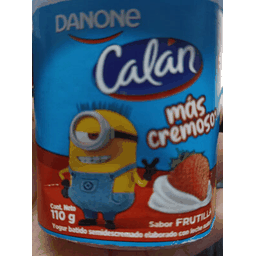 DANONE
Calán
más
cremoso
Cont. Neto
110 g
Sabor FRUTILLA
Yogur batido semidescremado elaborado con leche